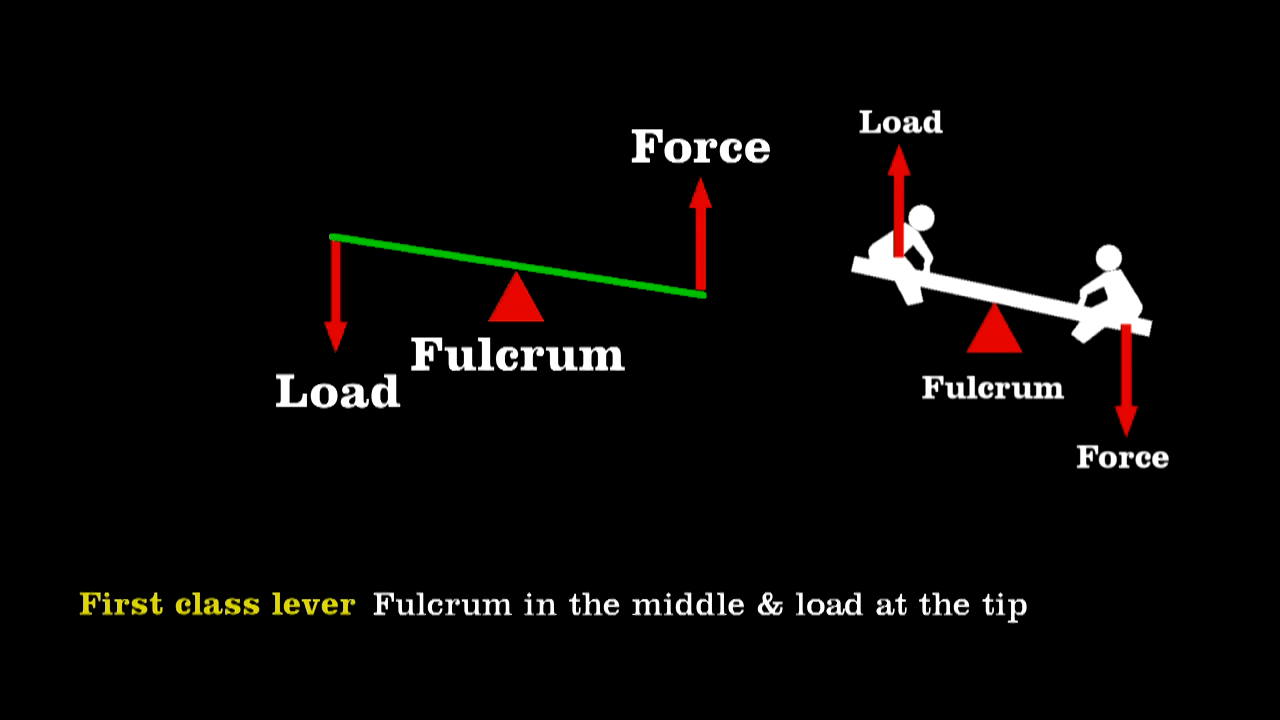 Load
Force
Fulcrum
Load
Fulcrum
Force
First class lever Fulcrum in the middle & load at the tip